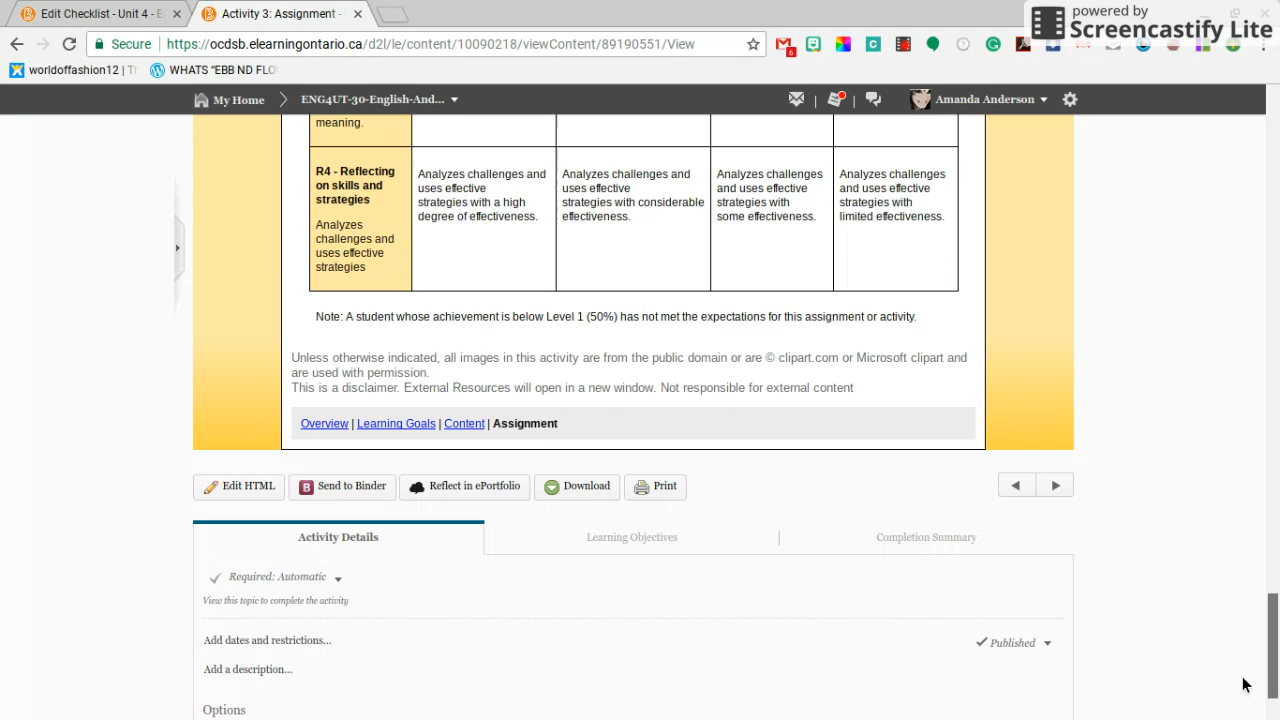 Edit Checklist - Unit 4 - E
Activity 3: Assignment -
powered by
Screencastify Lite
Secure
https://ocdsb.elearningontario.ca/d2l/le/content/10090218/viewContent/89190551/View
6
worldoffashion12 | Th
WHATS “EBB ND FLO
My Home
ENG4UT-30-English-And...
Amanda Anderson
meaning.
R4 - Reflecting
on skills and
strategies
Analyzes
challenges and
uses effective
strategies
Analyzes challenges and
uses effective
strategies with a high
degree of effectiveness.
Analyzes challenges and
uses effective
strategies with considerable
effectiveness.
Analyzes challenges
and uses effective
strategies with
some effectiveness.
Analyzes challenges
and uses effective
strategies with
limited effectiveness.
Note: A student whose achievement is below Level 1 (50%) has not met the expectations for this assignment or activity.
Unless otherwise indicated, all images in this activity are from the public domain or are © clipart.com or Microsoft clipart and
are used with permission.
This is a disclaimer. External Resources will open in a new window. Not responsible for external content
Overview | Learning Goals | Content | Assignment
Edit HTML
Send to Binder
Reflect in ePortfolio
Download
Print
Activity Details
Learning Objectives
Completion Summary
Required: Automatic
View this topic to complete the activity
Add dates and restrictions...
Published
Add a description...
Options